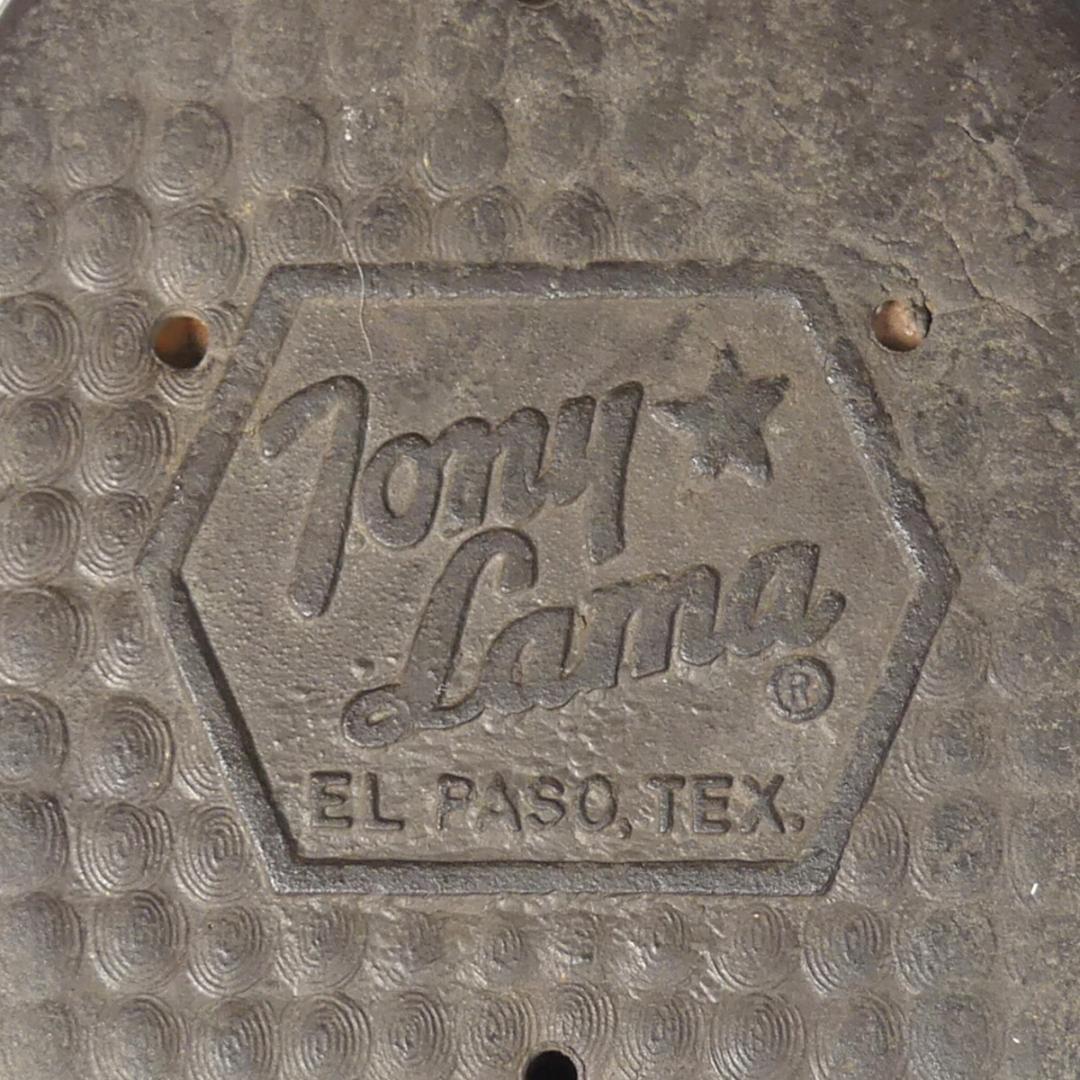 Tony
Lama
®
EL PASO, TEX.